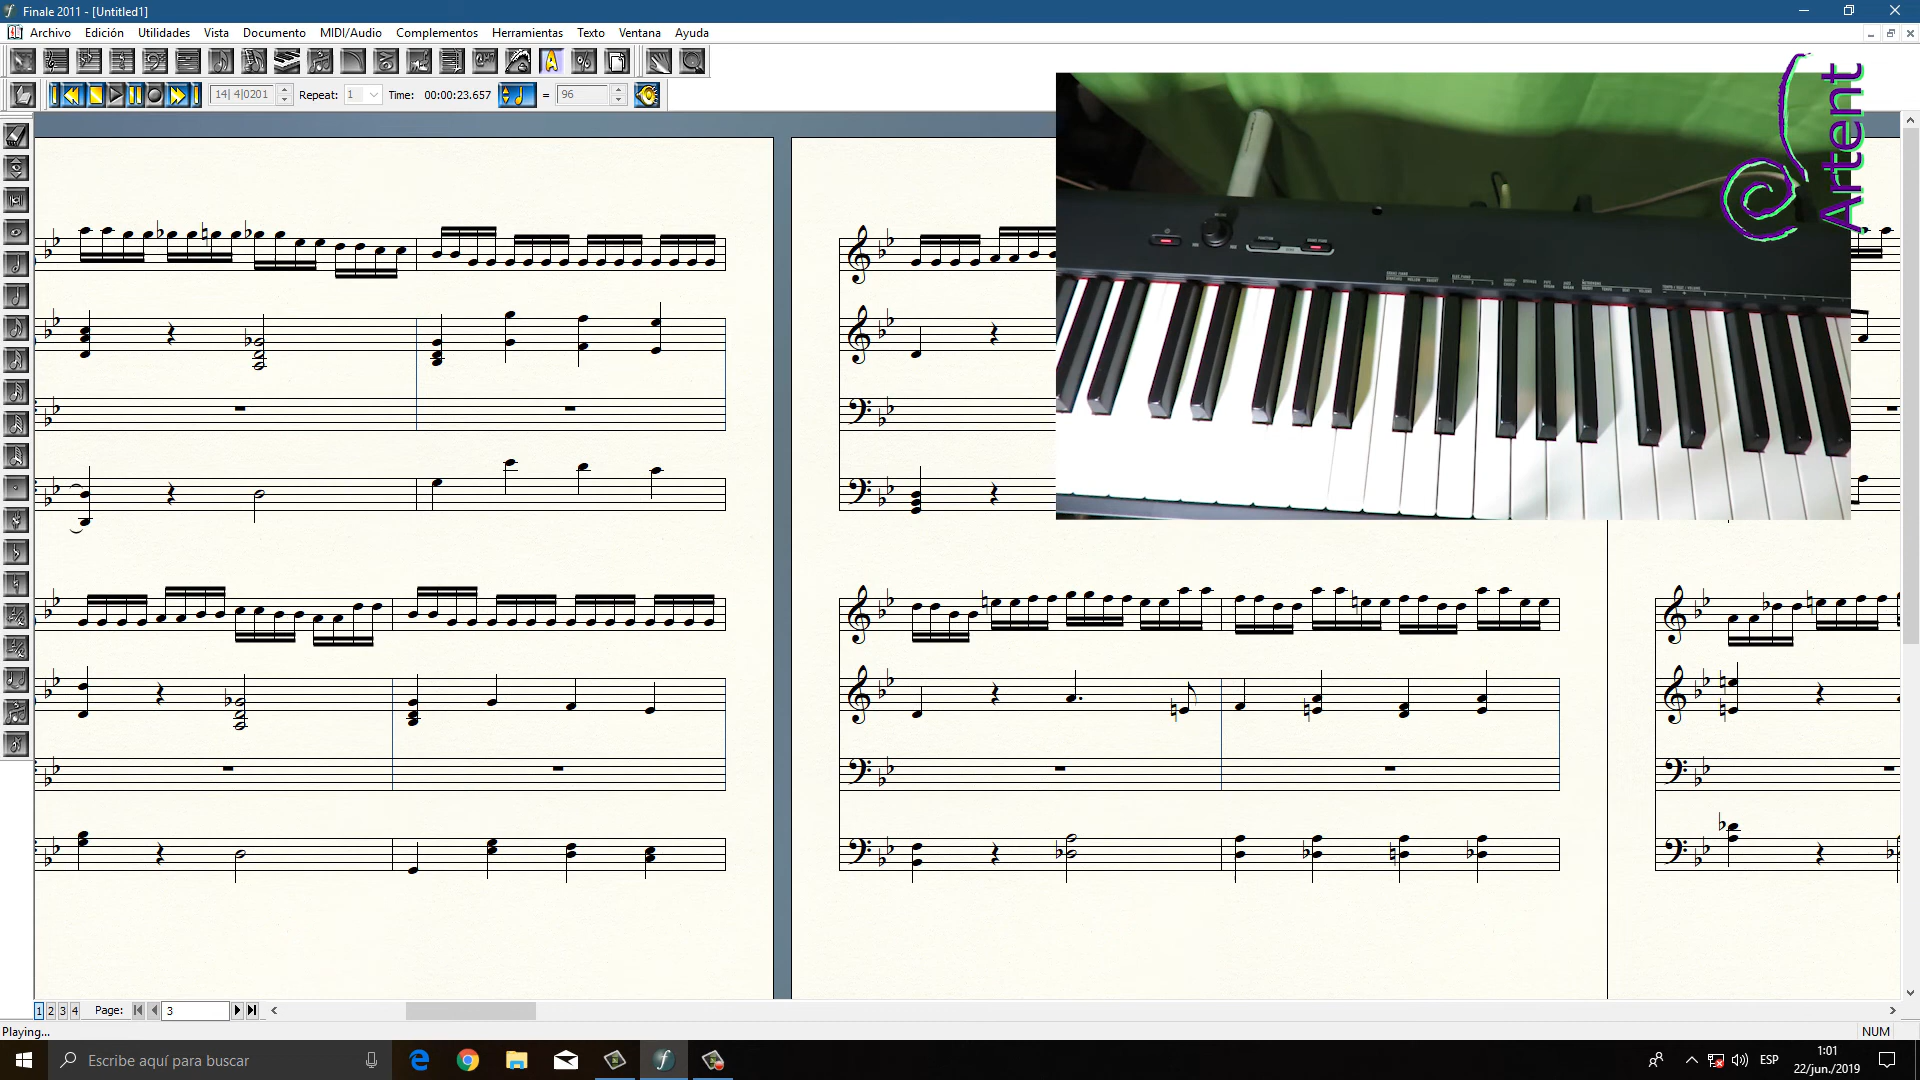 Finale 2011 - [Untitled1]
Archivo Edición Utilidades Vista Documento MIDI/Audio Complementos Herramientas Texto Ventana Ayuda
14| 4|0201 Repeat: 1 Time: 00:00:23.657 = 96
Artent
1 2 3 4 Page: 3
Playing...
NUM
Escribe aquí para buscar
ESP
1:01
22/jun./2019